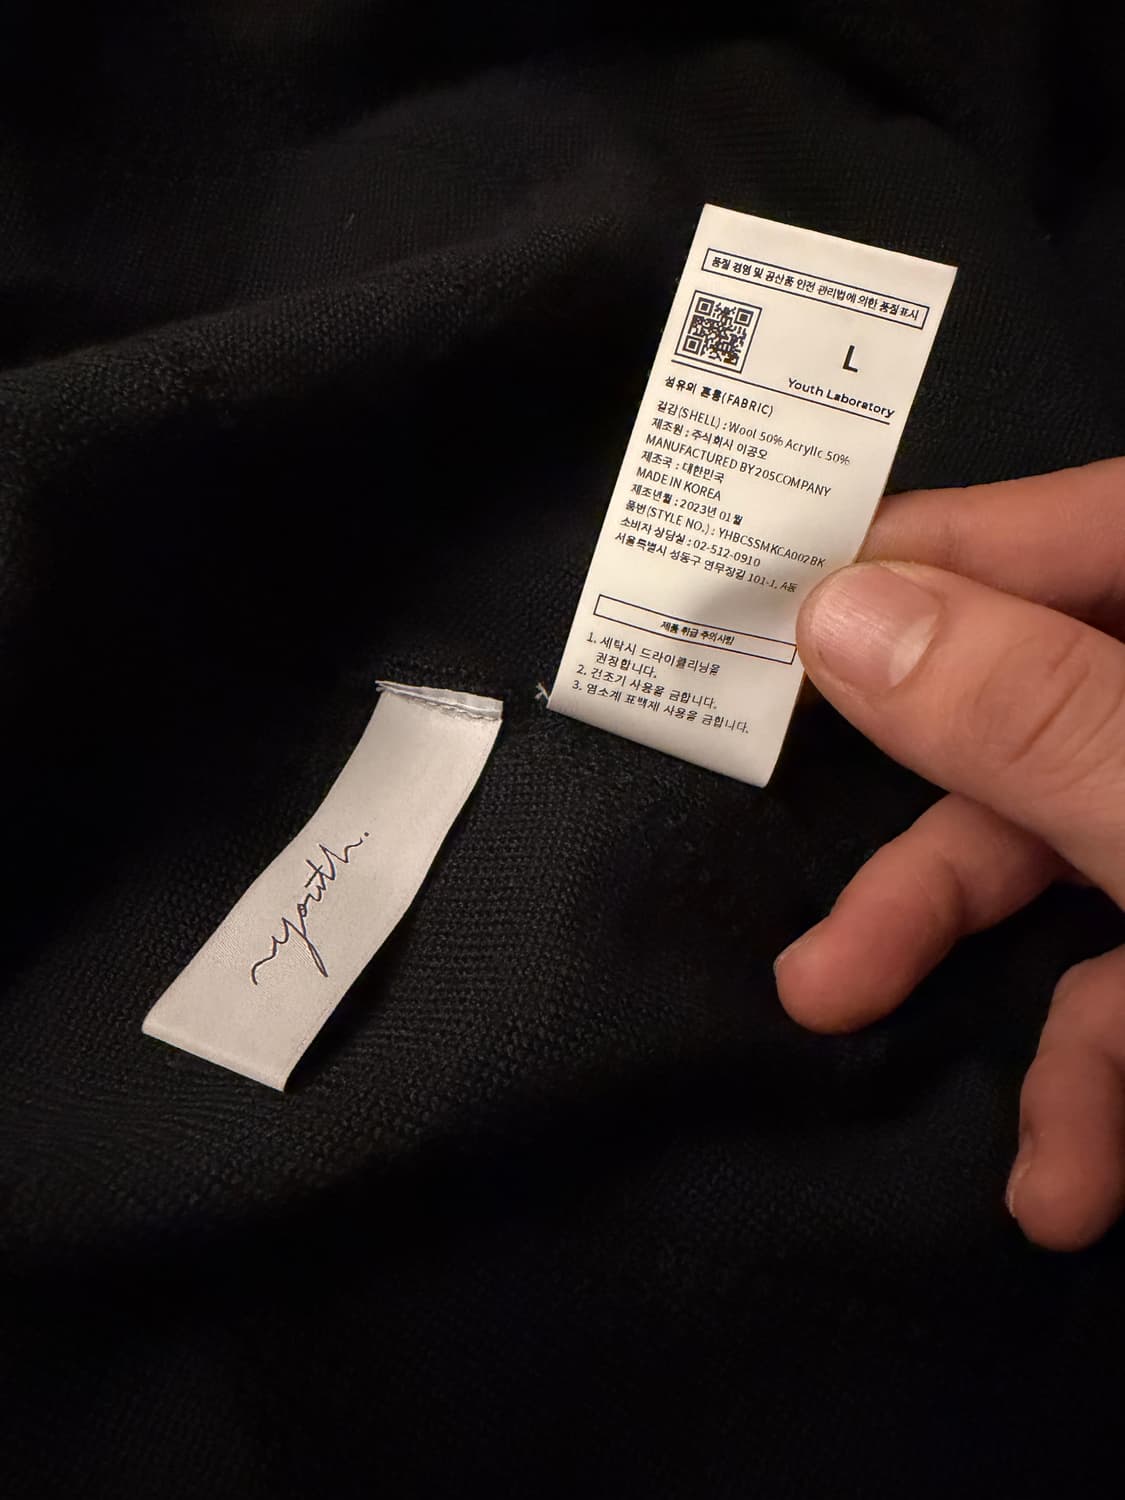 품질 경영 및 공산품 안전 관리법에 의한 품질표시
L
Youth Laboratory
섬유의 혼용(FABRIC)
겉감(SHELL) : Wool 50% Acrylic 50%
제조원 : 주식회사 이공오
MANUFACTURED BY 205COMPANY
제조국 : 대한민국
MADE IN KOREA
제조년월 : 2023년 01월
품번(STYLE NO.) : YHBCSSMKCA002BK
소비자 상담실 : 02-512-0910
서울특별시 성동구 연무장길 101-1, A동
제품 취급 주의사항
1. 세탁시 드라이클리닝을
권장합니다.
2. 건조기 사용을 금합니다.
3. 염소계 표백제 사용을 금합니다.
~youth.